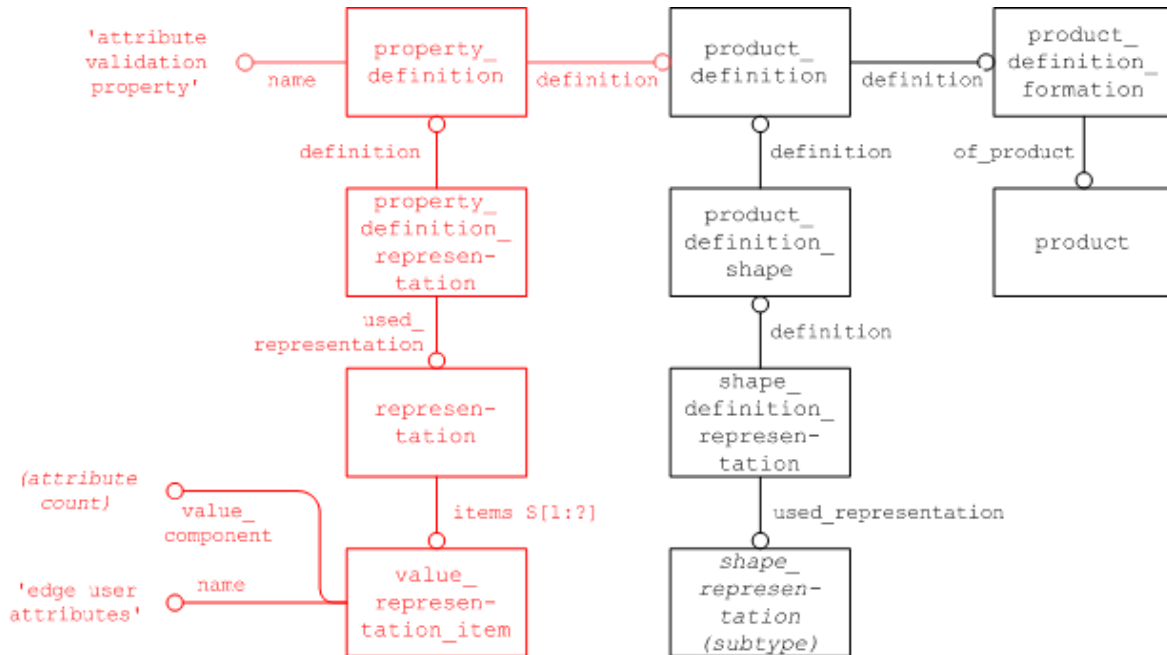 'attribute
validation
property'
name
property_
definition
definition
product_
definition
definition
product_
definition_
formation
definition
definition
of_product
property_
definition_
represen-
tation
product_
definition_
shape
product
used_
representation
definition
represen-
tation
shape_
definition_
represen-
tation
(attribute
count)
value_
component
items S[1:?]
used_representation
'edge user
attributes'
name
value_
represen-
tation_item
shape_
represen-
tation
(subtype)